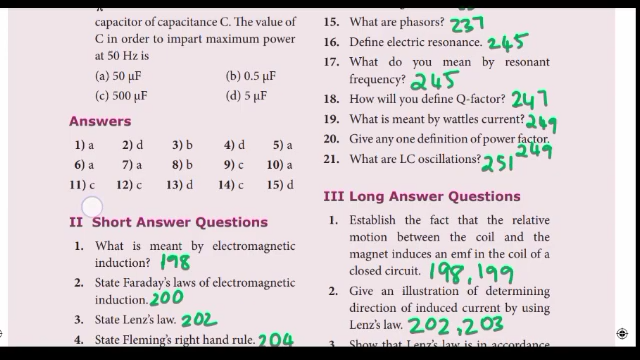 capacitor of capacitance C. The value of
C in order to impart maximum power
at 50 Hz is
(a) 50 μF (b) 0.5 μF
(c) 500 μF (d) 5 μF
Answers
1) a 2) d 3) b 4) d 5) a
6) a 7) a 8) b 9) c 10) a
11) c 12) c 13) d 14) c 15) d
II Short Answer Questions
1. What is meant by electromagnetic
induction? 198
2. State Faraday's laws of electromagnetic
induction. 200
3. State Lenz's law. 202
4. State Fleming's right hand rule. 204
15. What are phasors? 237
16. Define electric resonance. 245
17. What do you mean by resonant
frequency? 245
18. How will you define Q-factor? 247
19. What is meant by wattles current? 249
20. Give any one definition of power factor. 249
21. What are LC oscillations? 251
III Long Answer Questions
1. Establish the fact that the relative
motion between the coil and the
magnet induces an emf in the coil of a
closed circuit. 198, 199
2. Give an illustration of determining
direction of induced current by using
Lenz's law. 202, 203
3. Show that Lenz's law is in accordance